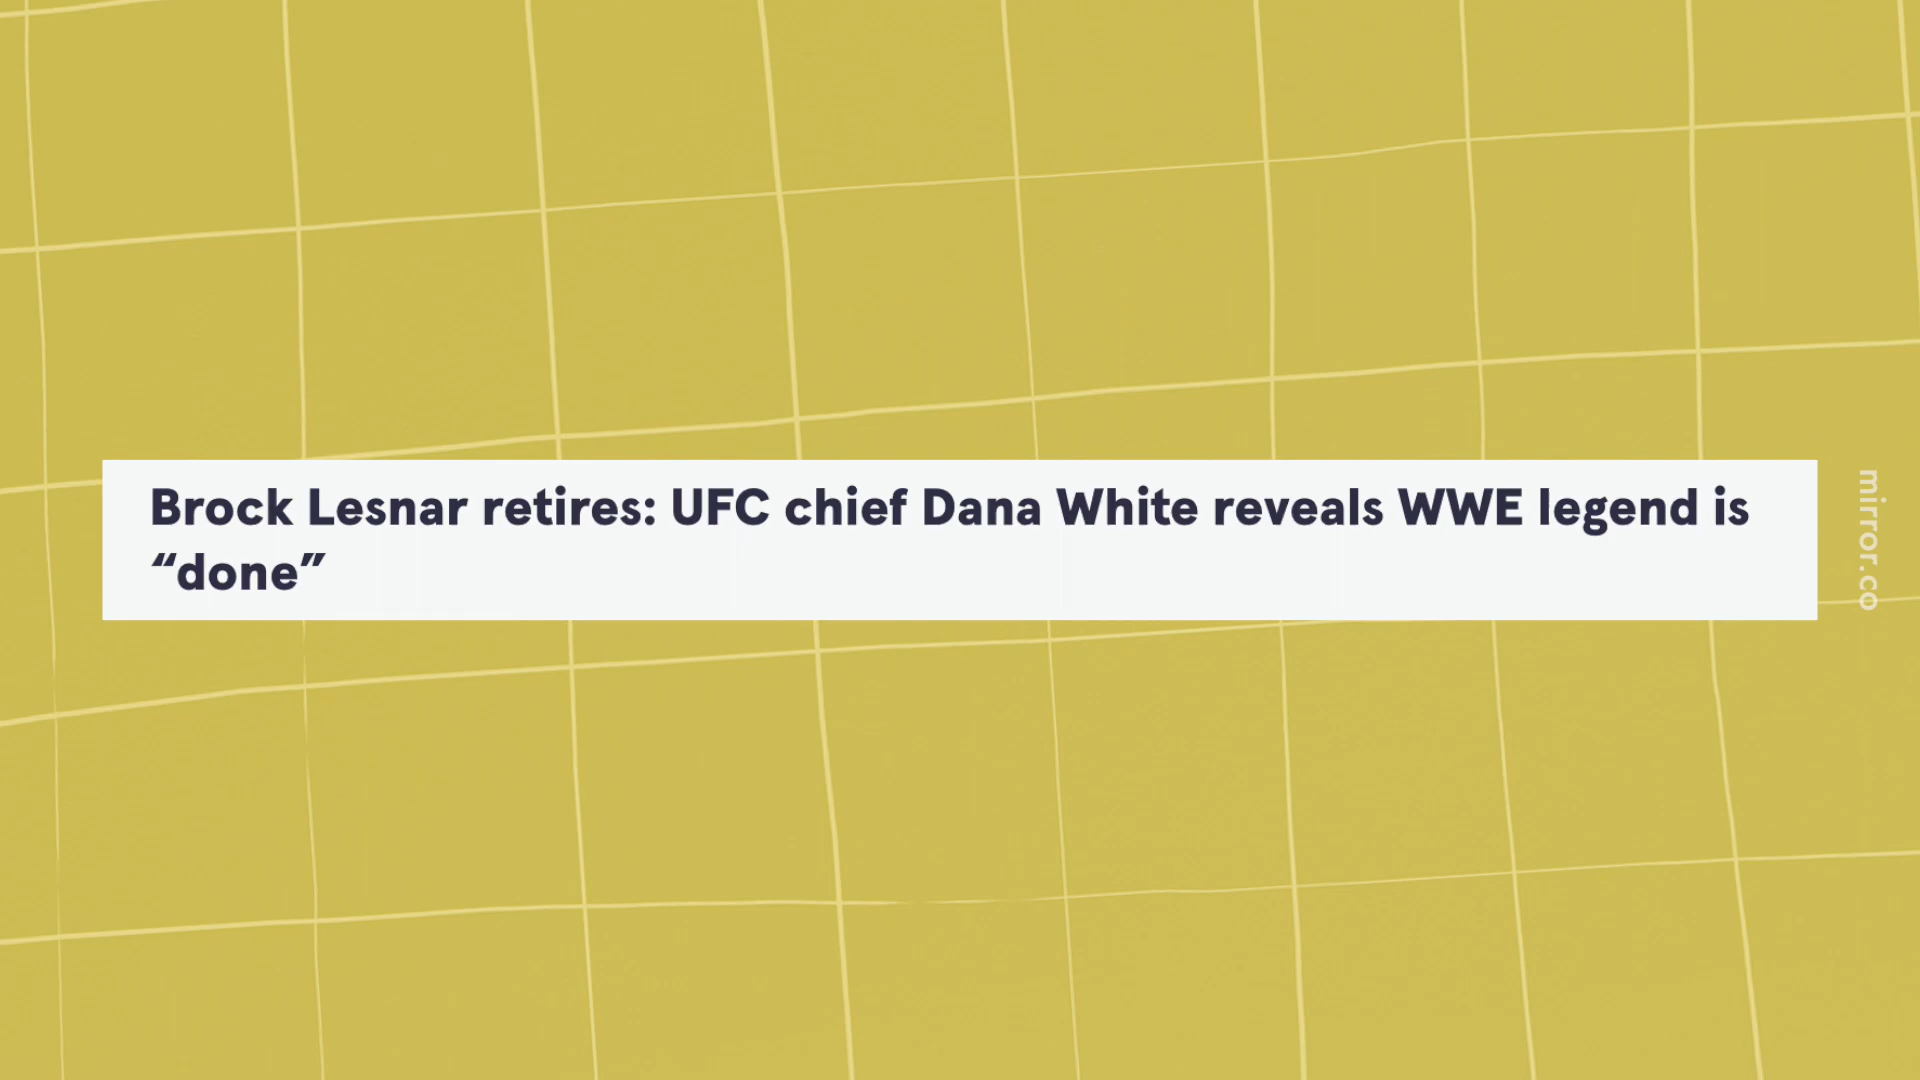 Brock Lesnar retires: UFC chief Dana White reveals WWE legend is
“done”
mirror.co